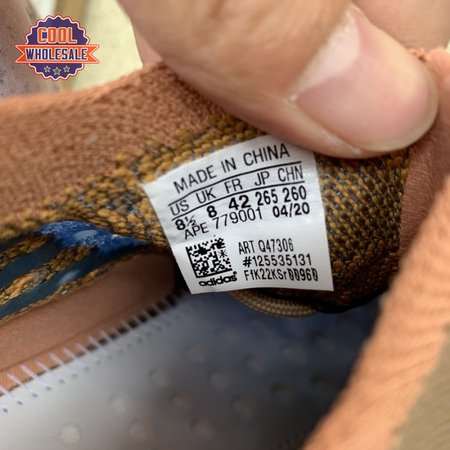 COOL
WHOLESALE
MADE IN CHINA
US UK FR JP CHN
8½ 8 42 265 260
APE 779001 04/20
ART Q47306
#125535131
FfK22KSr00960
adidas